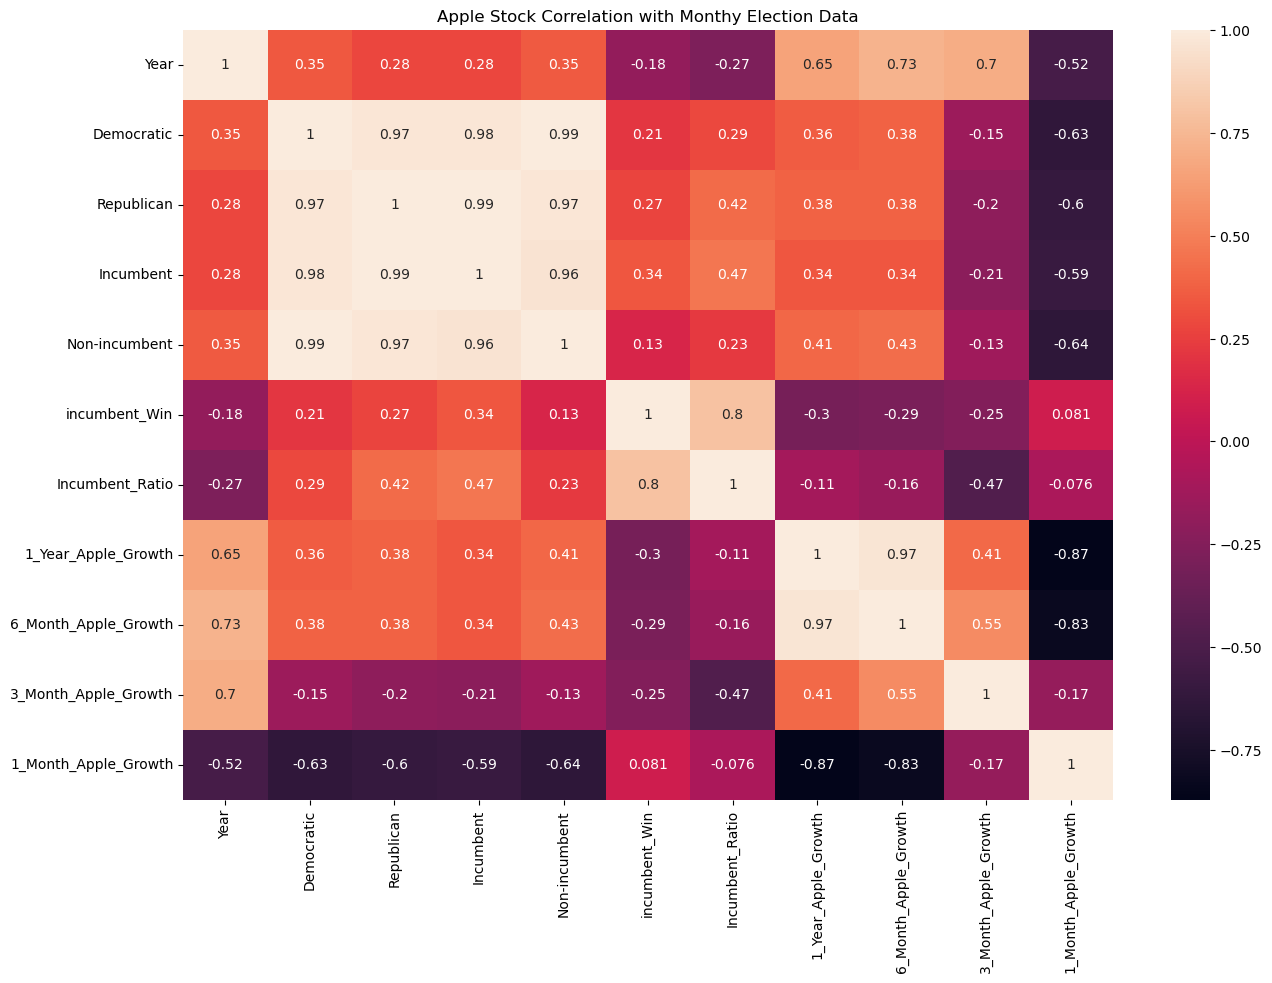 Apple Stock Correlation with Monthy Election Data
Year 1 0.35 0.28 0.28 0.35 -0.18 -0.27 0.65 0.73 0.7 -0.52
Democratic 0.35 1 0.97 0.98 0.99 0.21 0.29 0.36 0.38 -0.15 -0.63
Republican 0.28 0.97 1 0.99 0.97 0.27 0.42 0.38 0.38 -0.2 -0.6
Incumbent 0.28 0.98 0.99 1 0.96 0.34 0.47 0.34 0.34 -0.21 -0.59
Non-incumbent 0.35 0.99 0.97 0.96 1 0.13 0.23 0.41 0.43 -0.13 -0.64
incumbent_Win -0.18 0.21 0.27 0.34 0.13 1 0.8 -0.3 -0.29 -0.25 0.081
Incumbent_Ratio -0.27 0.29 0.42 0.47 0.23 0.8 1 -0.11 -0.16 -0.47 -0.076
1_Year_Apple_Growth 0.65 0.36 0.38 0.34 0.41 -0.3 -0.11 1 0.97 0.41 -0.87
6_Month_Apple_Growth 0.73 0.38 0.38 0.34 0.43 -0.29 -0.16 0.97 1 0.55 -0.83
3_Month_Apple_Growth 0.7 -0.15 -0.2 -0.21 -0.13 -0.25 -0.47 0.41 0.55 1 -0.17
1_Month_Apple_Growth -0.52 -0.63 -0.6 -0.59 -0.64 0.081 -0.076 -0.87 -0.83 -0.17 1
Year
Democratic
Republican
Incumbent
Non-incumbent
incumbent_Win
Incumbent_Ratio
1_Year_Apple_Growth
6_Month_Apple_Growth
3_Month_Apple_Growth
1_Month_Apple_Growth
1.00
0.75
0.50
0.25
0.00
−0.25
−0.50
−0.75